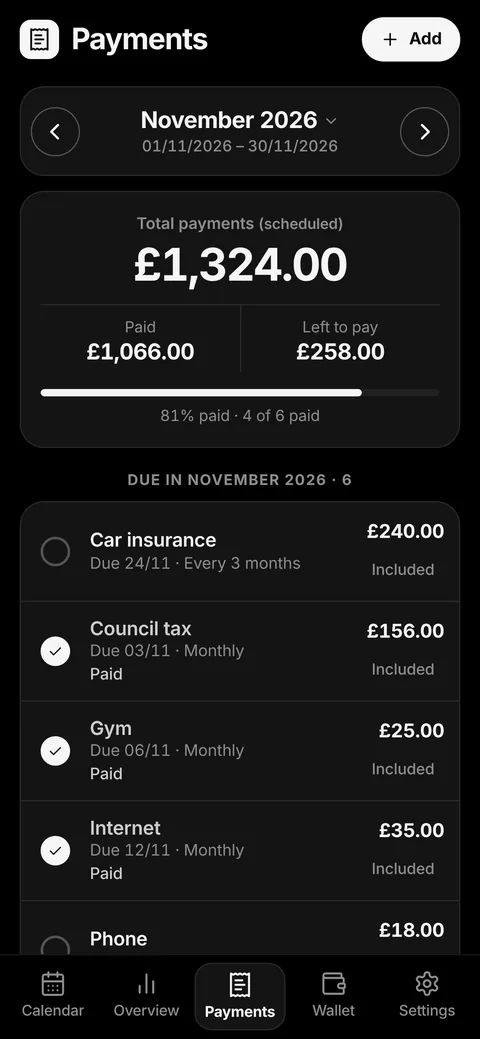 Payments
+ Add
November 2026
01/11/2026 – 30/11/2026
Total payments (scheduled)
£1,324.00
Paid
Left to pay
£1,066.00
£258.00
81% paid · 4 of 6 paid
DUE IN NOVEMBER 2026 · 6
Car insurance
£240.00
Due 24/11 · Every 3 months
Included
Council tax
£156.00
Due 03/11 · Monthly
Included
Paid
Gym
£25.00
Due 06/11 · Monthly
Included
Paid
Internet
£35.00
Due 12/11 · Monthly
Included
Paid
Phone
£18.00
Calendar
Overview
Payments
Wallet
Settings